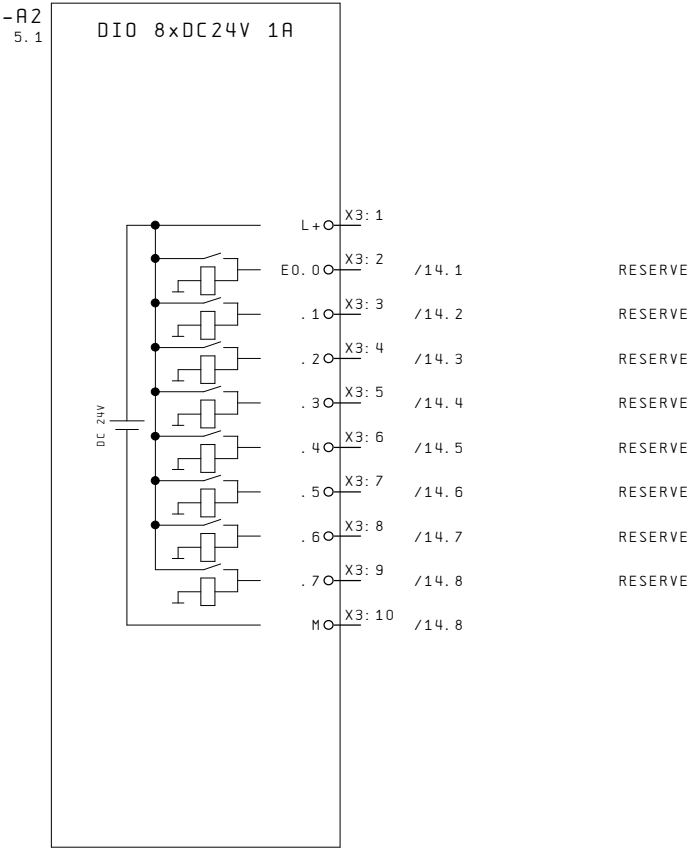 -A2
5.1
DIO 8xDC24V 1A
L+ X3:1
E0.0 X3:2 /14.1 RESERVE
.1 X3:3 /14.2 RESERVE
.2 X3:4 /14.3 RESERVE
.3 X3:5 /14.4 RESERVE
DC 24V
.4 X3:6 /14.5 RESERVE
.5 X3:7 /14.6 RESERVE
.6 X3:8 /14.7 RESERVE
.7 X3:9 /14.8 RESERVE
M X3:10 /14.8